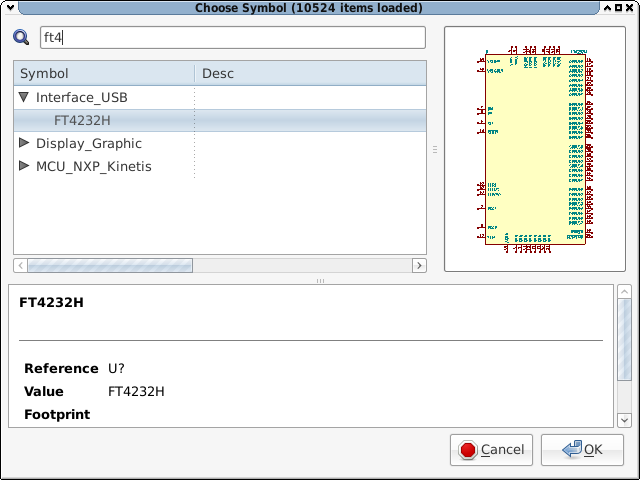 Choose Symbol (10524 items loaded)
ft4
Symbol Desc
Interface_USB
FT4232H
Display_Graphic
MCU_NXP_Kinetis
FT4232H
Reference U?
Value FT4232H
Footprint
Cancel OK